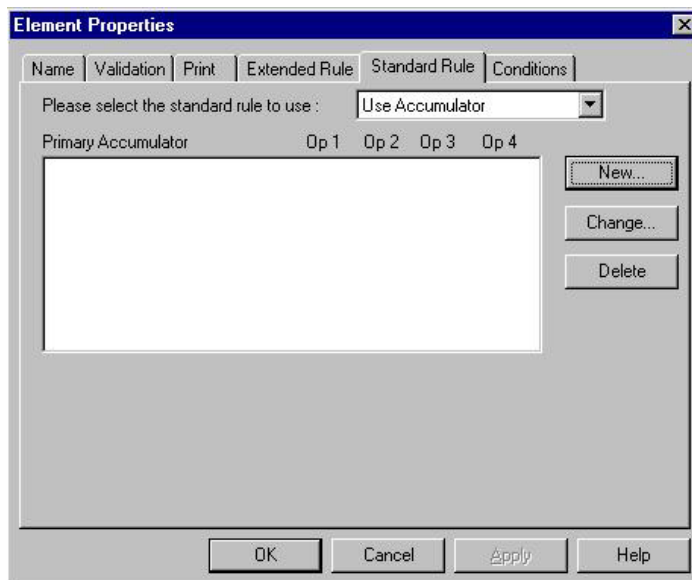 Element Properties
Name Validation Print Extended Rule Standard Rule Conditions
Please select the standard rule to use : Use Accumulator
Primary Accumulator Op 1 Op 2 Op 3 Op 4
New...
Change...
Delete
OK Cancel Apply Help